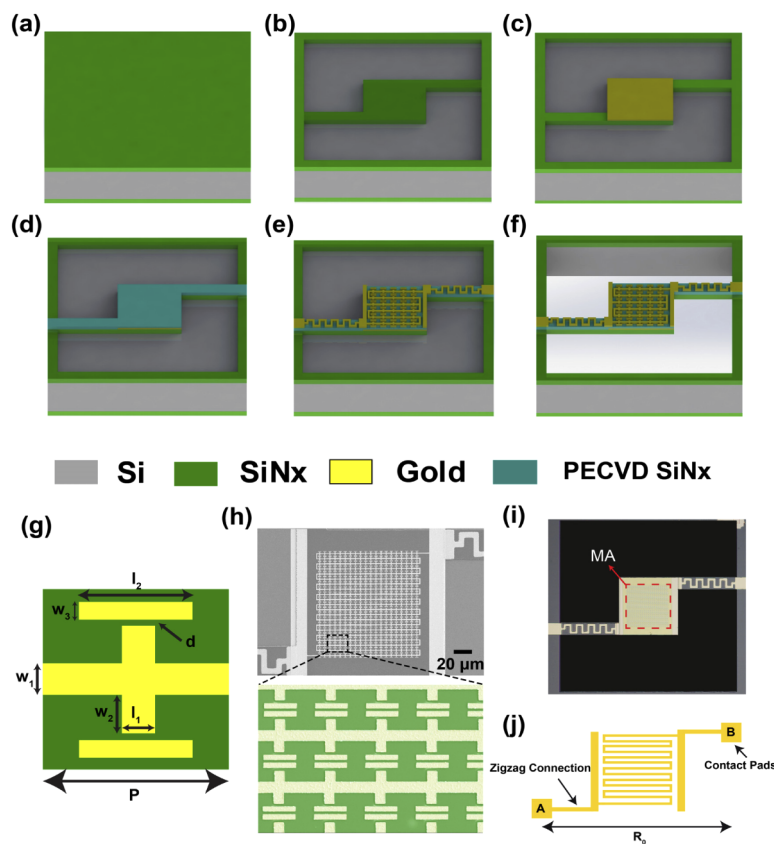 (a)
(b)
(c)
(d)
(e)
(f)
Si SiNx Gold PECVD SiNx
(g)
l2
w3
d
w1
w2
l1
P
(h)
20 μm
(i)
MA
(j)
B
Zigzag Connection
Contact Pads
A
R0